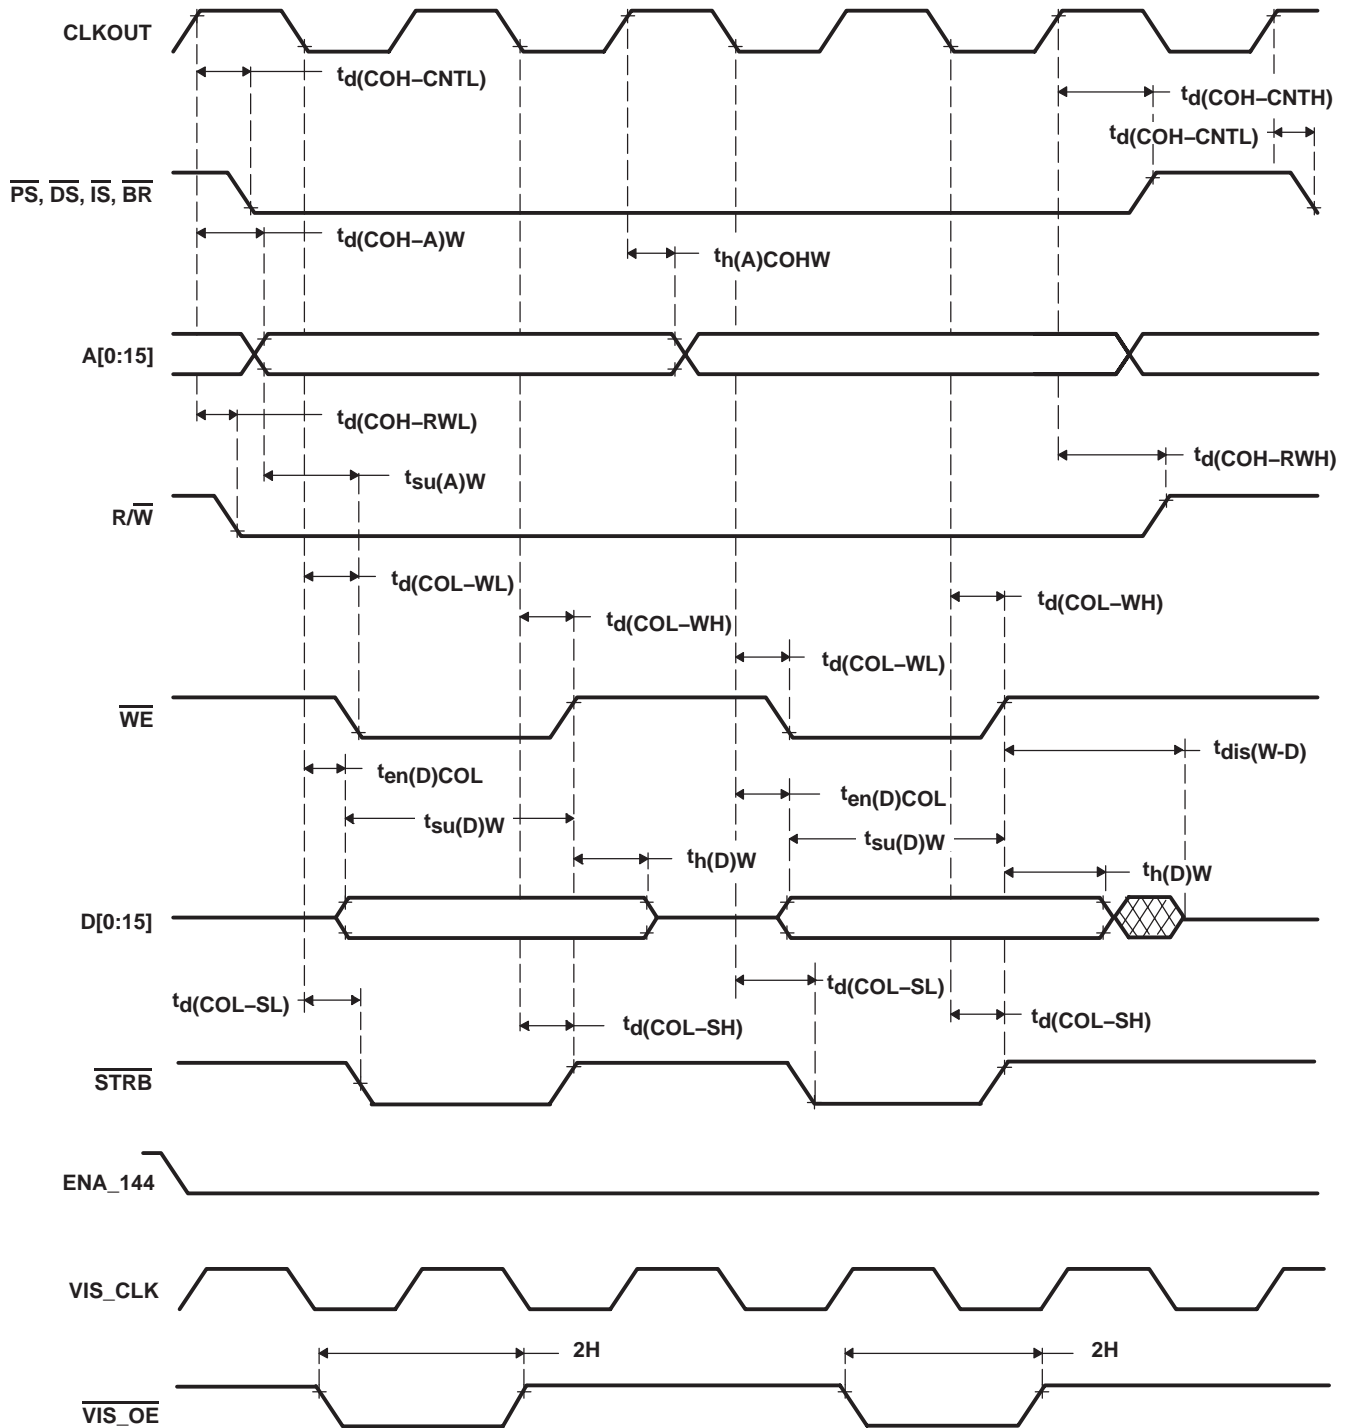 CLKOUT
td(COH–CNTL)
td(COH–CNTH)
td(COH–CNTL)
PS, DS, IS, BR
td(COH–A)W
th(A)COHW
A[0:15]
td(COH–RWL)
td(COH–RWH)
tsu(A)W
R/W
td(COL–WL)
td(COL–WH)
td(COL–WH)
td(COL–WL)
WE
tdis(W-D)
ten(D)COL
ten(D)COL
tsu(D)W
tsu(D)W
th(D)W
th(D)W
D[0:15]
td(COL–SL)
td(COL–SL)
td(COL–SH)
td(COL–SH)
STRB
ENA_144
VIS_CLK
2H
2H
VIS_OE